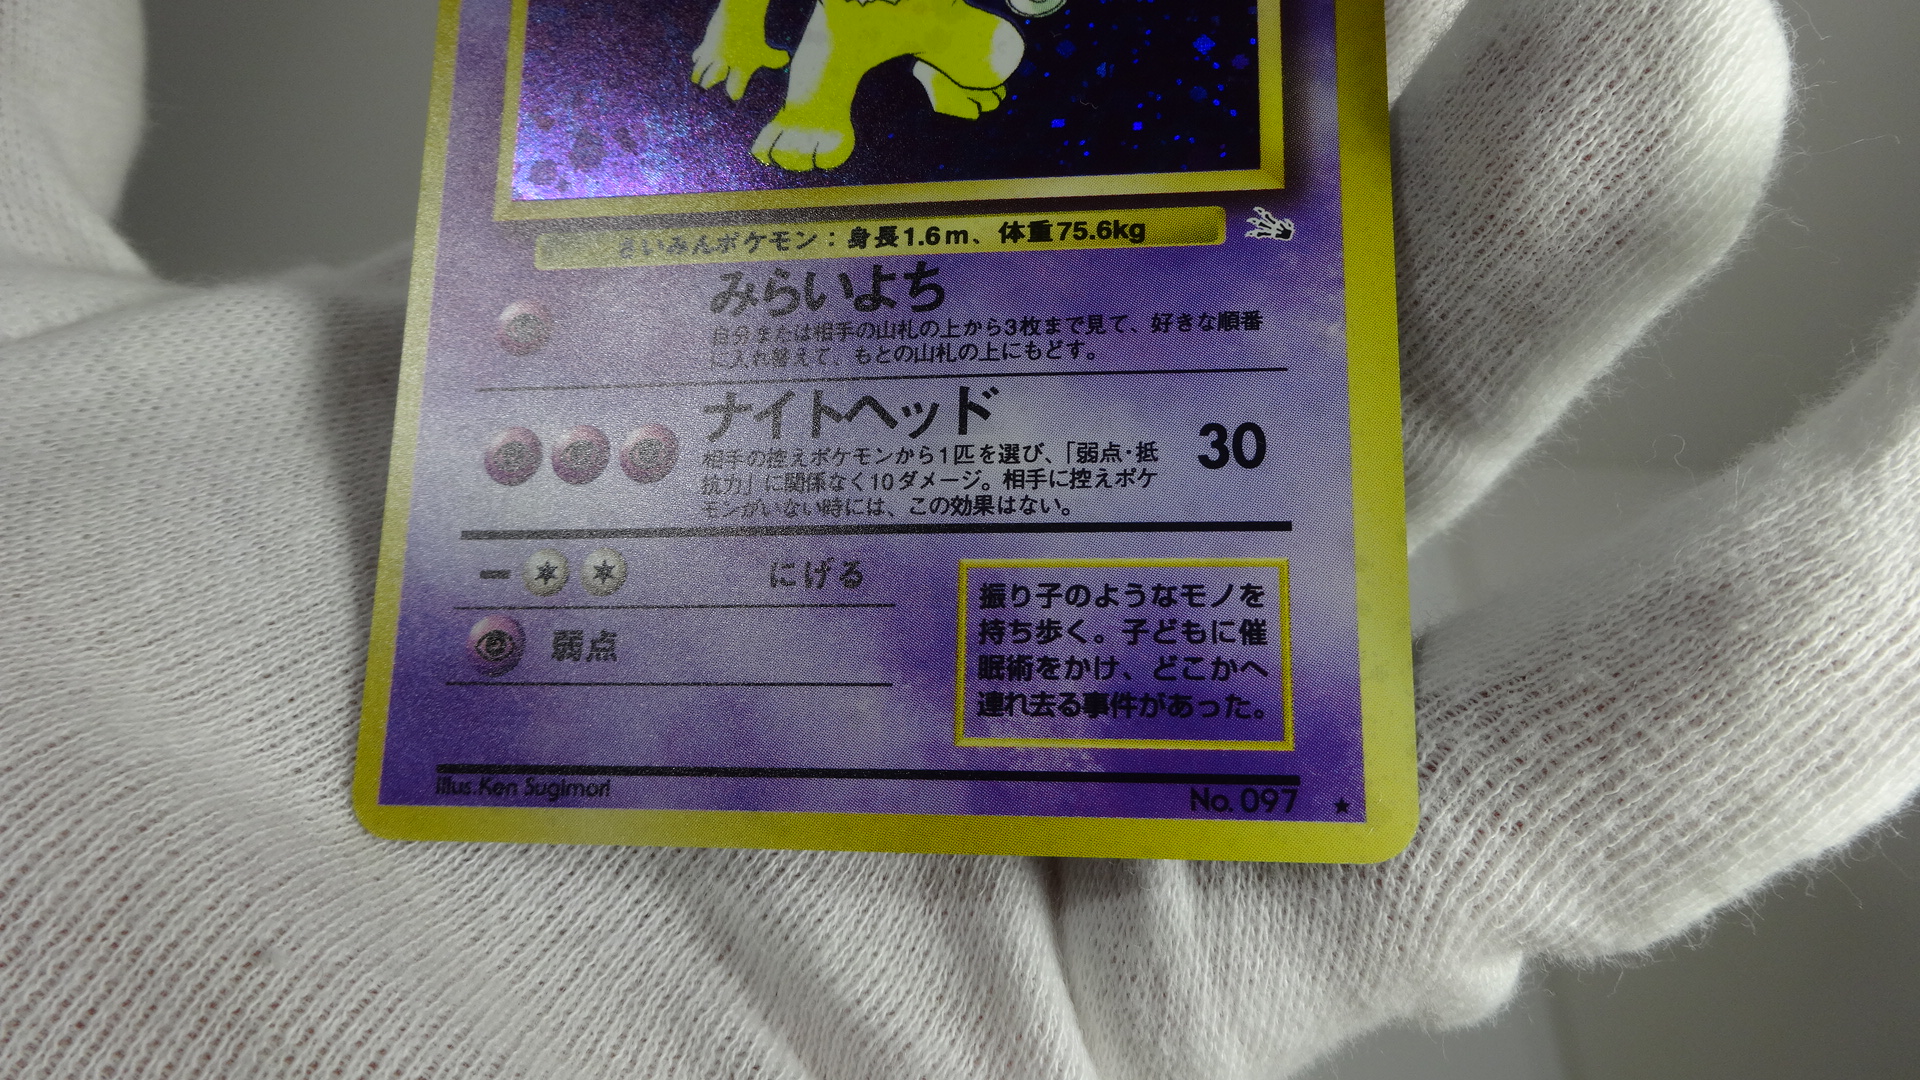 さいみんポケモン：身長1.6m、体重75.6kg
みらいよち
自分または相手の山札の上から3枚まで見て、好きな順番
に入れ替えて、もとの山札の上にもどす。
ナイトヘッド
30
相手の控えポケモンから1匹を選び、「弱点・抵
抗力」に関係なく10ダメージ。相手に控えポケ
モンがいない時には、この効果はない。
ー
にげる
弱点
振り子のようなモノを
持ち歩く。子どもに催
眠術をかけ、どこかへ
連れ去る事件があった。
Illus. Ken Sugimori
No. 097 ★